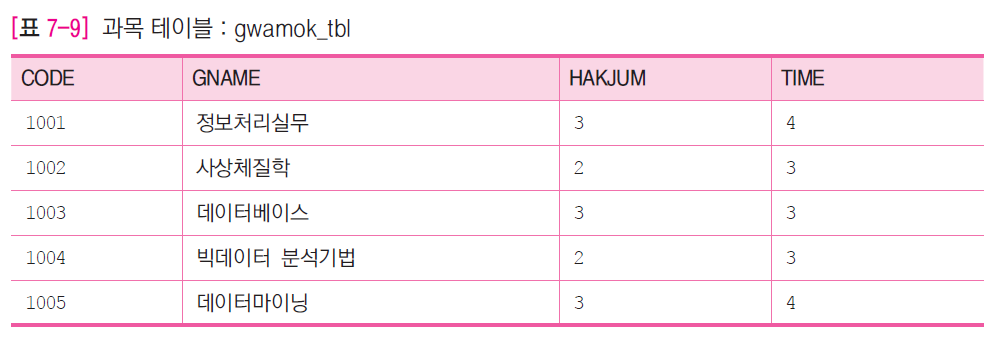 [표 7-9] 과목 테이블 : gwamok_tbl
CODE GNAME HAKJUM TIME
1001 정보처리실무 3 4
1002 사상체질학 2 3
1003 데이터베이스 3 3
1004 빅데이터 분석기법 2 3
1005 데이터마이닝 3 4